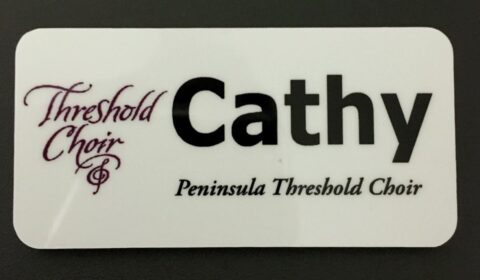 Threshold
Choir
Cathy
Peninsula Threshold Choir